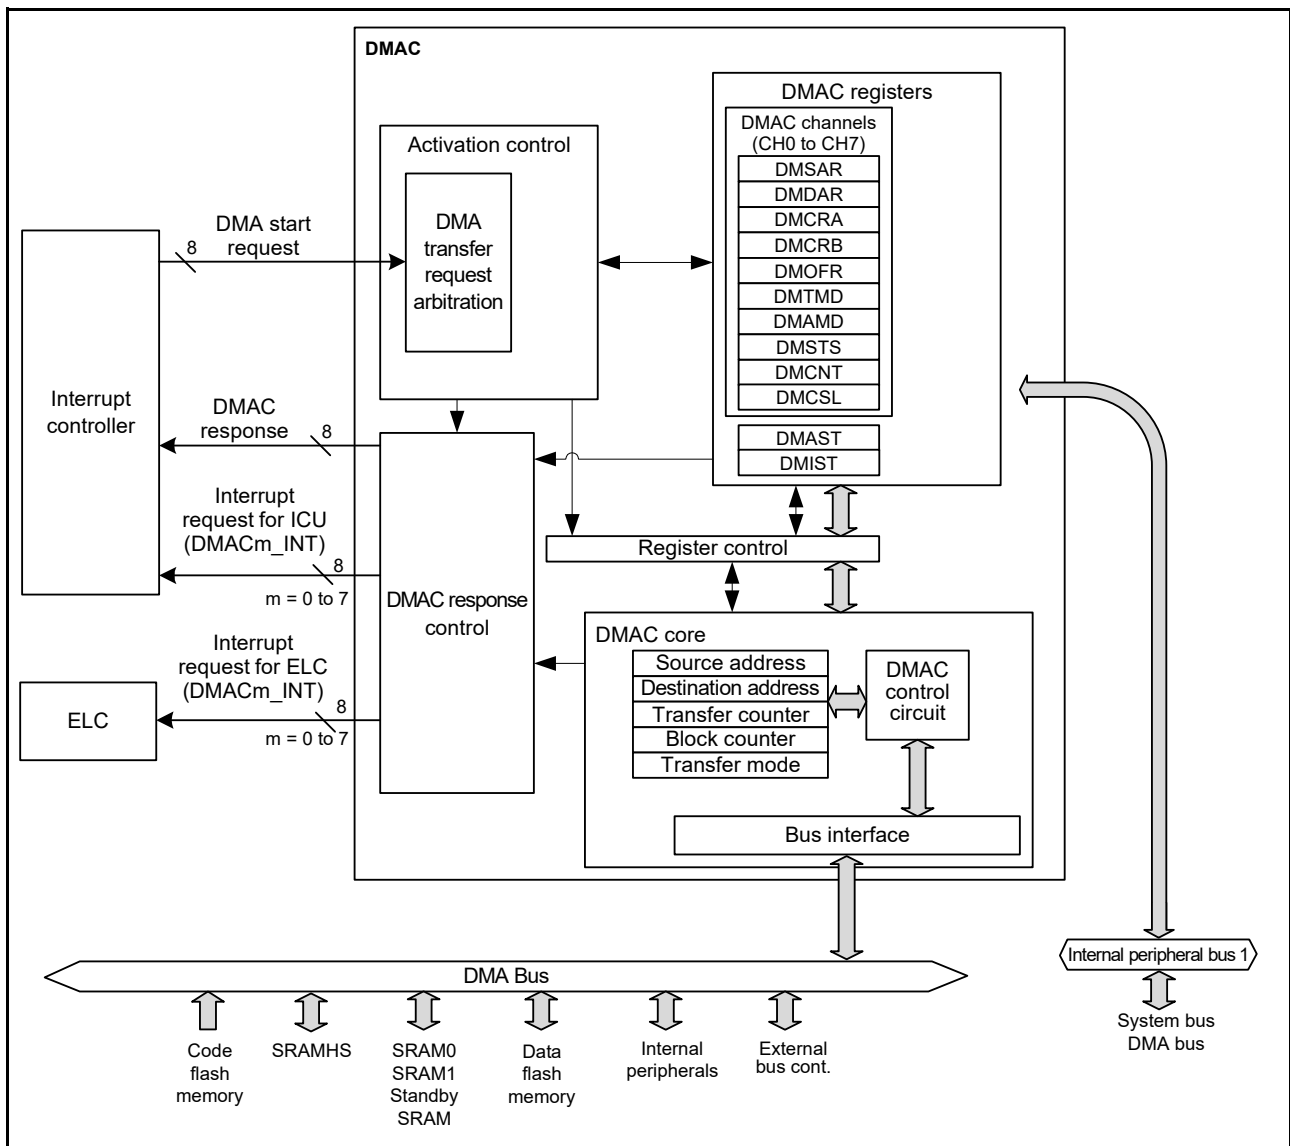 DMAC
DMAC registers
DMAC channels
(CH0 to CH7)
DMSAR
DMDAR
DMCRA
DMCRB
DMOFR
DMTMD
DMAMD
DMSTS
DMCNT
DMCSL
DMAST
DMIST
Activation control
DMA
transfer
request
arbitration
DMA start
request
8
Interrupt
controller
DMAC
response
8
Interrupt
request for ICU
(DMACm_INT)
8
m = 0 to 7
DMAC response
control
Interrupt
request for ELC
(DMACm_INT)
8
m = 0 to 7
ELC
Register control
DMAC core
Source address
Destination address
Transfer counter
Block counter
Transfer mode
DMAC
control
circuit
Bus interface
DMA Bus
Internal peripheral bus 1
System bus
DMA bus
Code
flash
memory
SRAMHS
SRAM0
SRAM1
Standby
SRAM
Data
flash
memory
Internal
peripherals
External
bus cont.